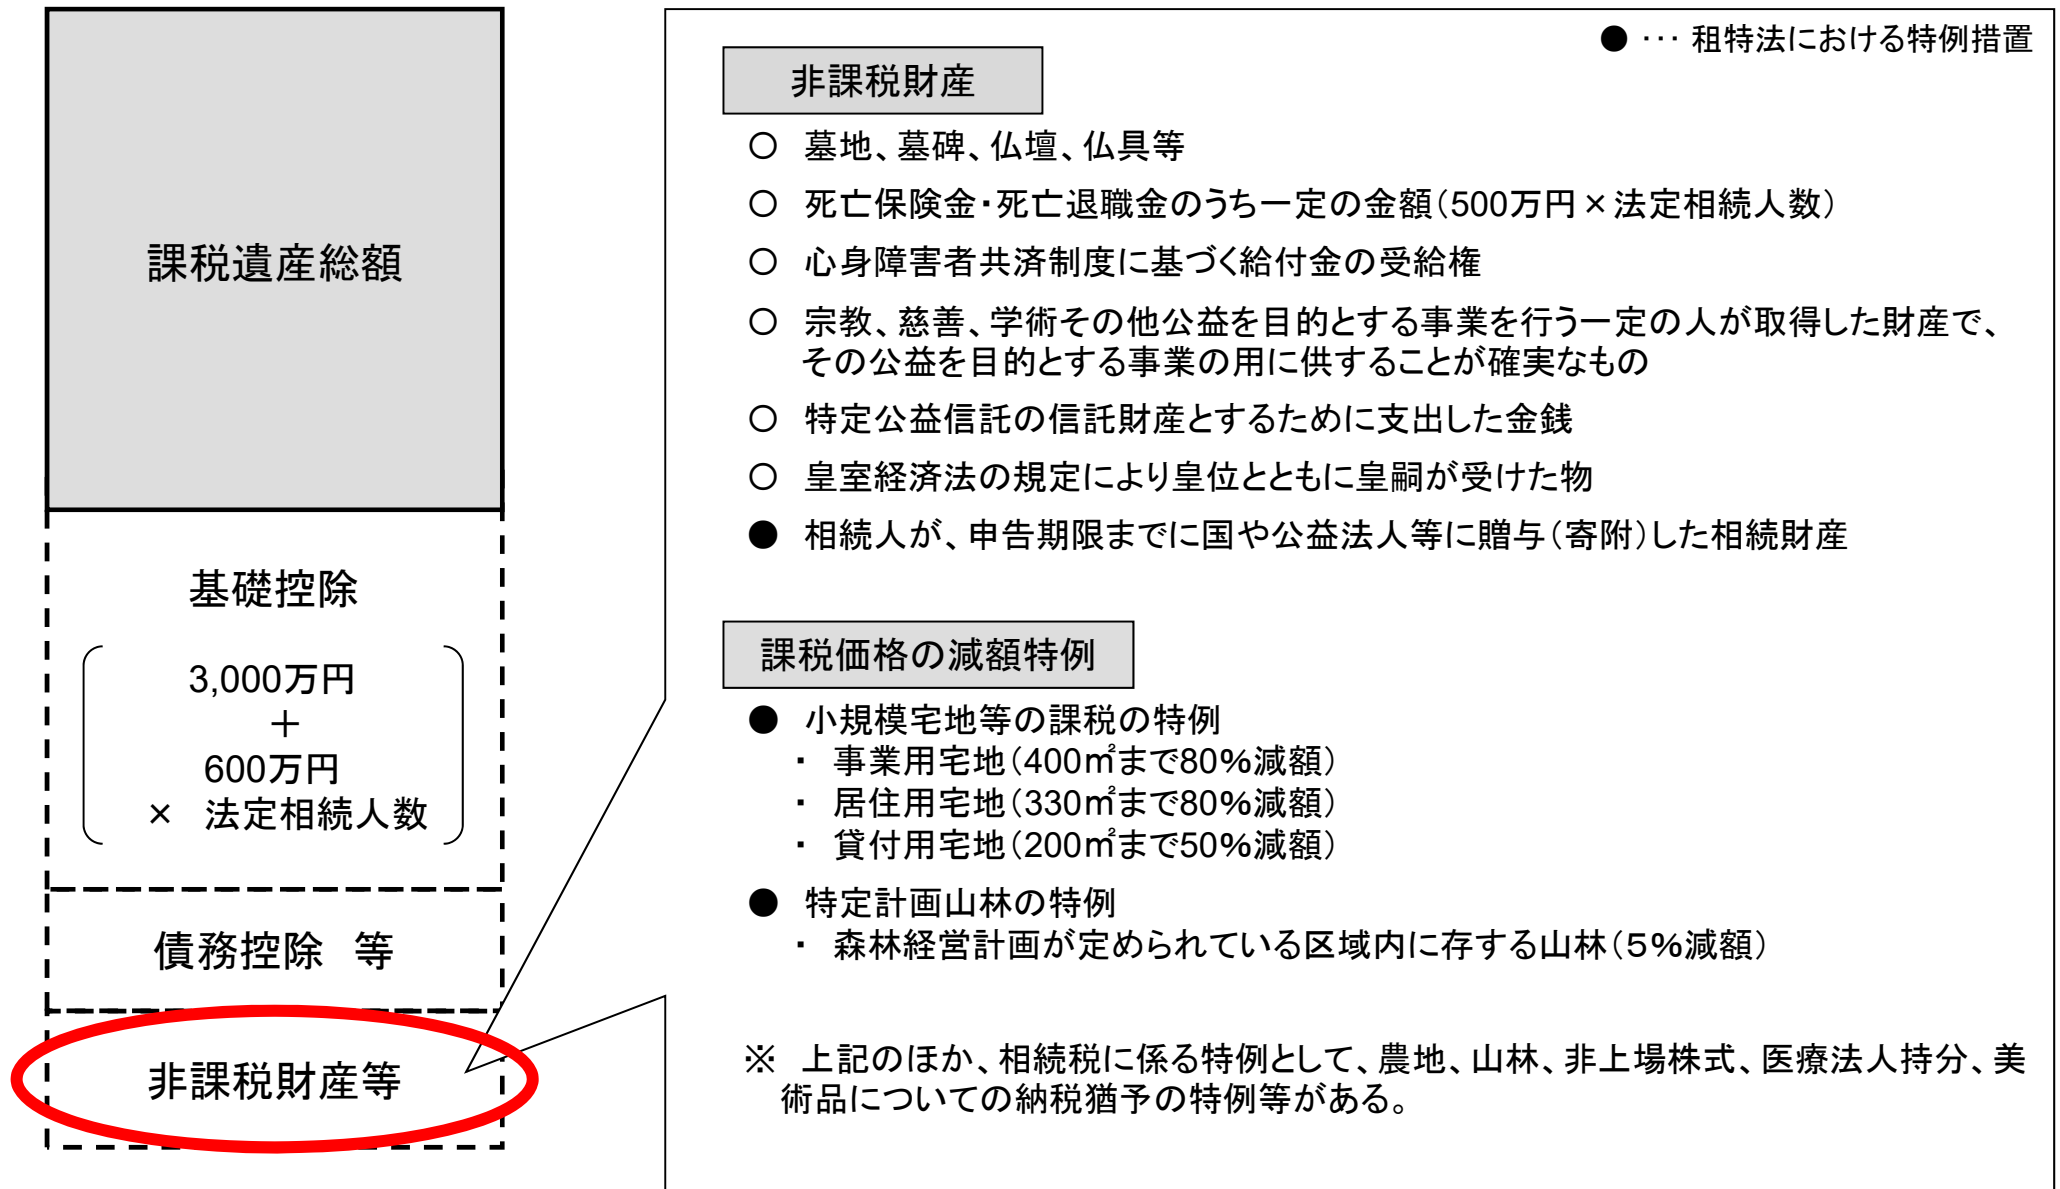 課税遺産総額
基礎控除
3,000万円
＋
600万円
× 法定相続人数
債務控除 等
非課税財産等
● ･･･ 租特法における特例措置
非課税財産
○ 墓地、墓碑、仏壇、仏具等
○ 死亡保険金・死亡退職金のうち一定の金額（500万円×法定相続人数）
○ 心身障害者共済制度に基づく給付金の受給権
○ 宗教、慈善、学術その他公益を目的とする事業を行う一定の人が取得した財産で、
その公益を目的とする事業の用に供することが確実なもの
○ 特定公益信託の信託財産とするために支出した金銭
○ 皇室経済法の規定により皇位とともに皇嗣が受けた物
● 相続人が、申告期限までに国や公益法人等に贈与（寄附）した相続財産
課税価格の減額特例
● 小規模宅地等の課税の特例
・ 事業用宅地（400㎡まで80％減額）
・ 居住用宅地（330㎡まで80％減額）
・ 貸付用宅地（200㎡まで50％減額）
● 特定計画山林の特例
・ 森林経営計画が定められている区域内に存する山林（５％減額）
※ 上記のほか、相続税に係る特例として、農地、山林、非上場株式、医療法人持分、美
術品についての納税猶予の特例等がある。